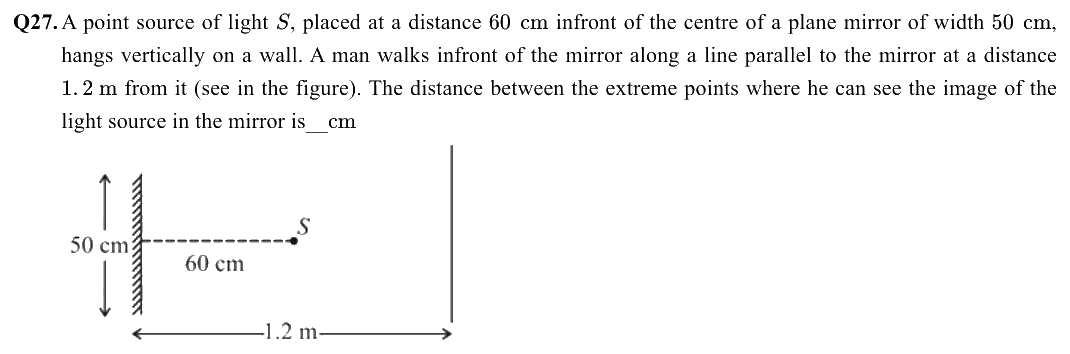 Q27. A point source of light S, placed at a distance 60 cm infront of the centre of a plane mirror of width 50 cm,
hangs vertically on a wall. A man walks infront of the mirror along a line parallel to the mirror at a distance
1. 2 m from it (see in the figure). The distance between the extreme points where he can see the image of the
light source in the mirror is__cm
S
50 cm
60 cm
1.2 m